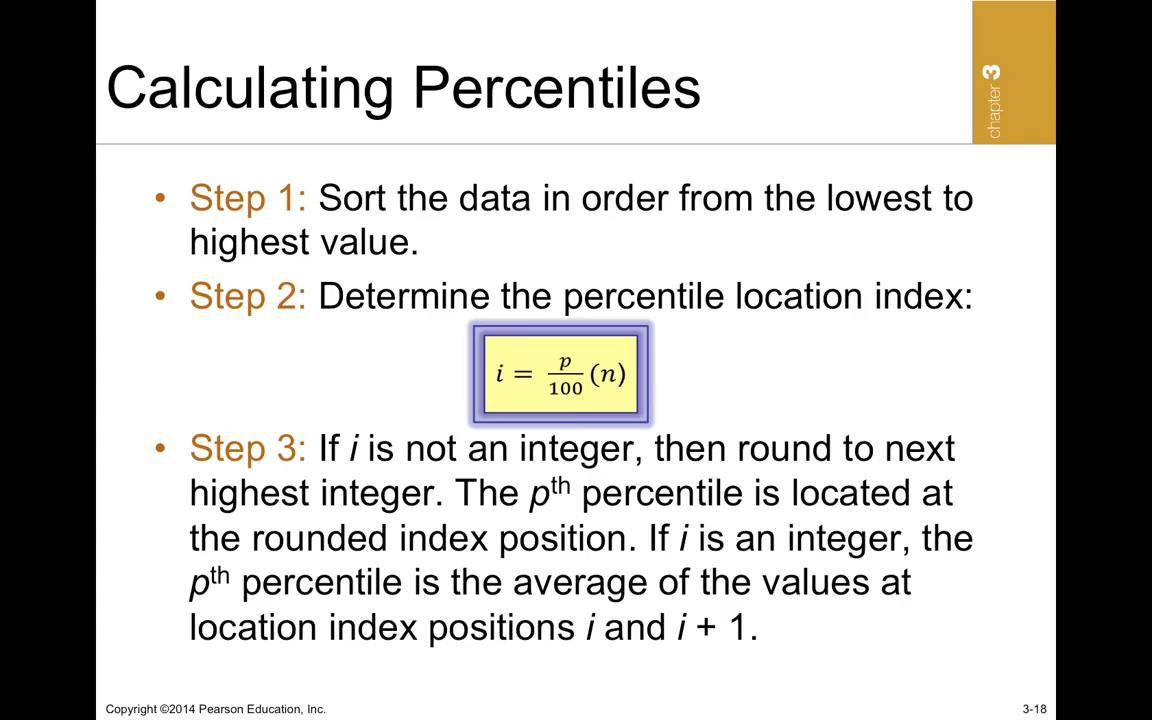 Calculating Percentiles
chapter 3
• Step 1: Sort the data in order from the lowest to
highest value.
• Step 2: Determine the percentile location index:
i = p/100 (n)
• Step 3: If i is not an integer, then round to next
highest integer. The pth percentile is located at
the rounded index position. If i is an integer, the
pth percentile is the average of the values at
location index positions i and i + 1.
Copyright ©2014 Pearson Education, Inc.
3-18